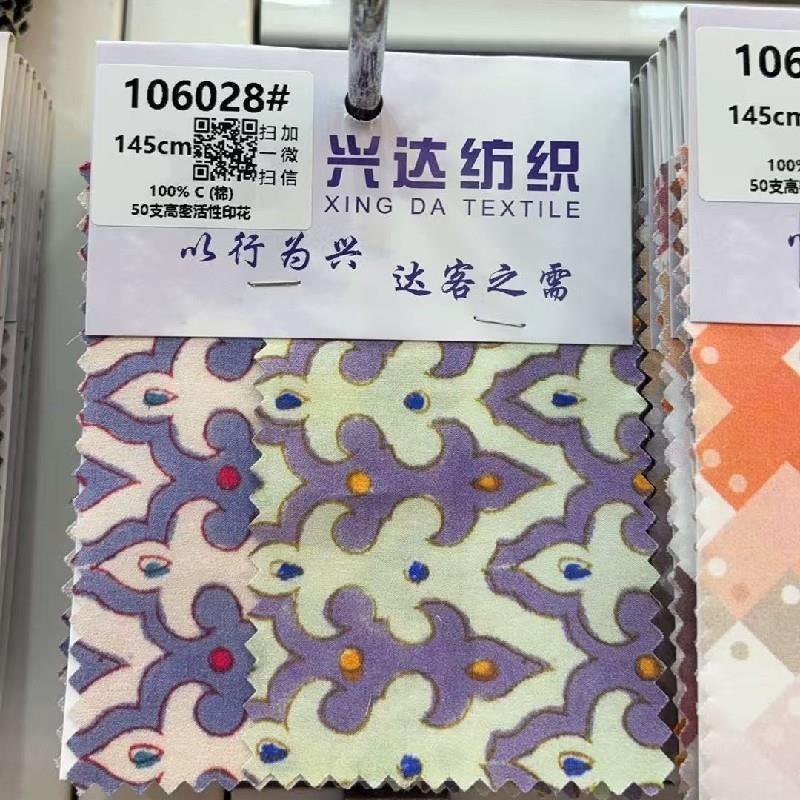 106028#
145cm
扫加
一微
扫信
100% C (棉)
50支高密活性印花
兴达纺织
XING DA TEXTILE
以行为兴
达客之需
106
145cm
100%
50支高